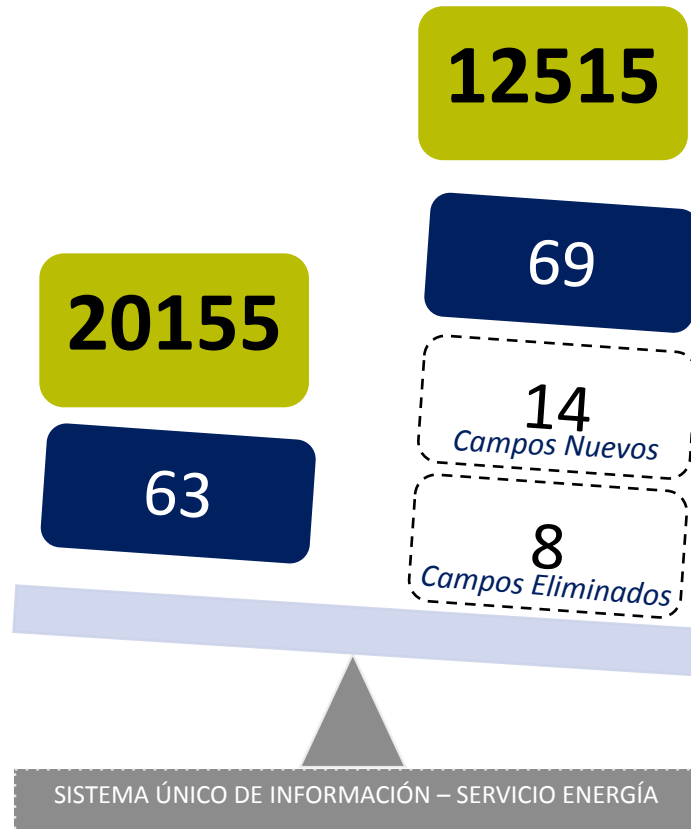 20155
63
12515
69
14
Campos Nuevos
8
Campos Eliminados
SISTEMA ÚNICO DE INFORMACIÓN – SERVICIO ENERGÍA